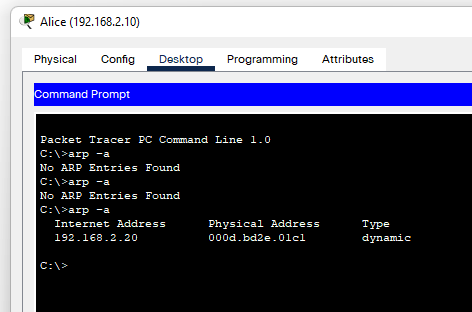 Alice (192.168.2.10)
Physical Config Desktop Programming Attributes
Command Prompt
Packet Tracer PC Command Line 1.0
C:\>arp -a
No ARP Entries Found
C:\>arp -a
No ARP Entries Found
C:\>arp -a
Internet Address Physical Address Type
192.168.2.20 000d.bd2e.01c1 dynamic
C:\>